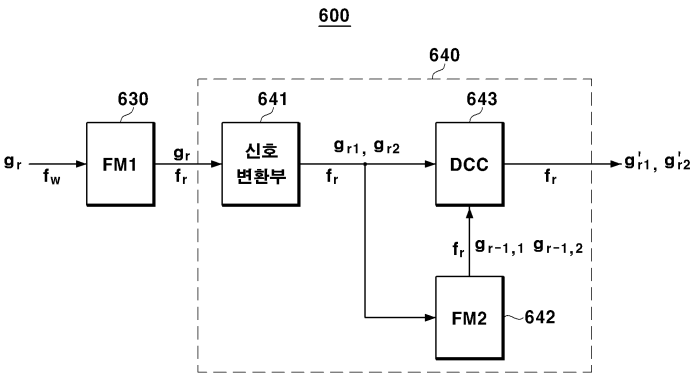 600
640
630
641
643
g_r
f_w
FM1
g_r
f_r
신호
변환부
g_r1, g_r2
f_r
DCC
f_r
g'_r1, g'_r2
f_r
g_r-1,1 g_r-1,2
FM2
642